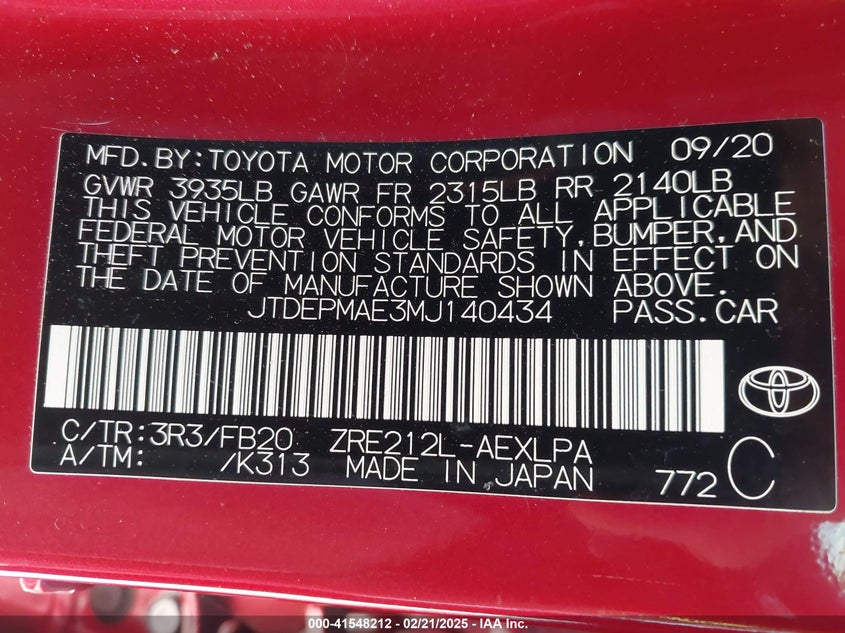 MFD.BY:TOYOTA MOTOR CORPORATION 09/20
GVWR 3935LB GAWR FR 2315LB RR 2140LB
THIS VEHICLE CONFORMS TO ALL APPLICABLE
FEDERAL MOTOR VEHICLE SAFETY,BUMPER,AND
THEFT PREVENTION STANDARDS IN EFFECT ON
THE DATE OF MANUFACTURE SHOWN ABOVE.
JTDEPMAE3MJ140434 PASS.CAR
C/TR:3R3/FB20 ZRE212L-AEXLPA
A/TM: /K313 MADE IN JAPAN 772 C
000-41548212 - 02/21/2025 - IAA Inc.